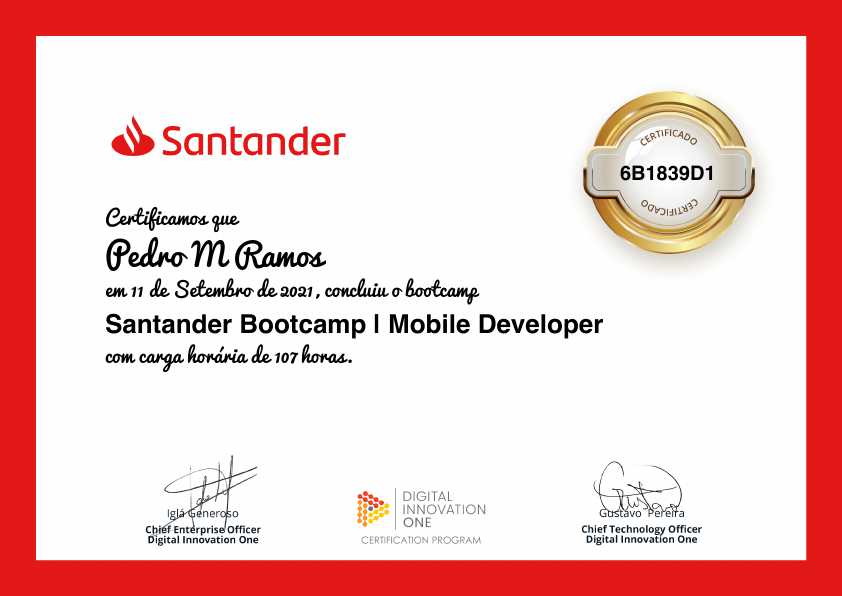 Santander
CERTIFICADO
6B1839D1
CERTIFICADO
Certificamos que
Pedro M Ramos
em 11 de Setembro de 2021, concluiu o bootcamp
Santander Bootcamp | Mobile Developer
com carga horária de 107 horas.
Iglá Generoso
Chief Enterprise Officer
Digital Innovation One
DIGITAL
INNOVATION
ONE
CERTIFICATION PROGRAM
Gustavo Pereira
Chief Technology Officer
Digital Innovation One